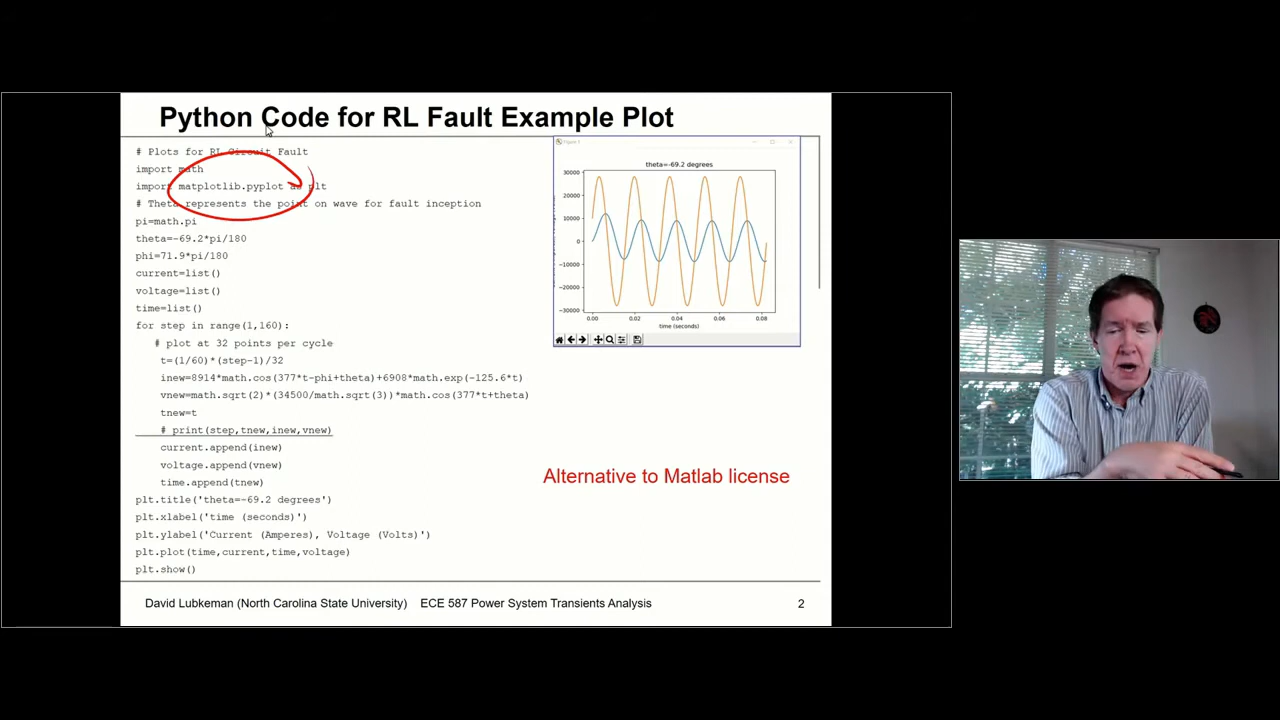 Python Code for RL Fault Example Plot
# Plots for RL Circuit Fault
import math
import matplotlib.pyplot as plt
# Theta represents the point on wave for fault inception
pi=math.pi
theta=-69.2*pi/180
phi=71.9*pi/180
current=list()
voltage=list()
time=list()
for step in range(1,160):
# plot at 32 points per cycle
t=(1/60)*(step-1)/32
inew=8914*math.cos(377*t-phi+theta)+6908*math.exp(-125.6*t)
vnew=math.sqrt(2)*(34500/math.sqrt(3))*math.cos(377*t+theta)
tnew=t
# print(step,tnew,inew,vnew)
current.append(inew)
voltage.append(vnew)
time.append(tnew)
plt.title('theta=-69.2 degrees')
plt.xlabel('time (seconds)')
plt.ylabel('Current (Amperes), Voltage (Volts)')
plt.plot(time,current,time,voltage)
plt.show()
Figure 1
theta=-69.2 degrees
30000
20000
10000
0
-10000
-20000
-30000
0.00 0.02 0.04 0.06 0.08
time (seconds)
Alternative to Matlab license
David Lubkeman (North Carolina State University) ECE 587 Power System Transients Analysis 2